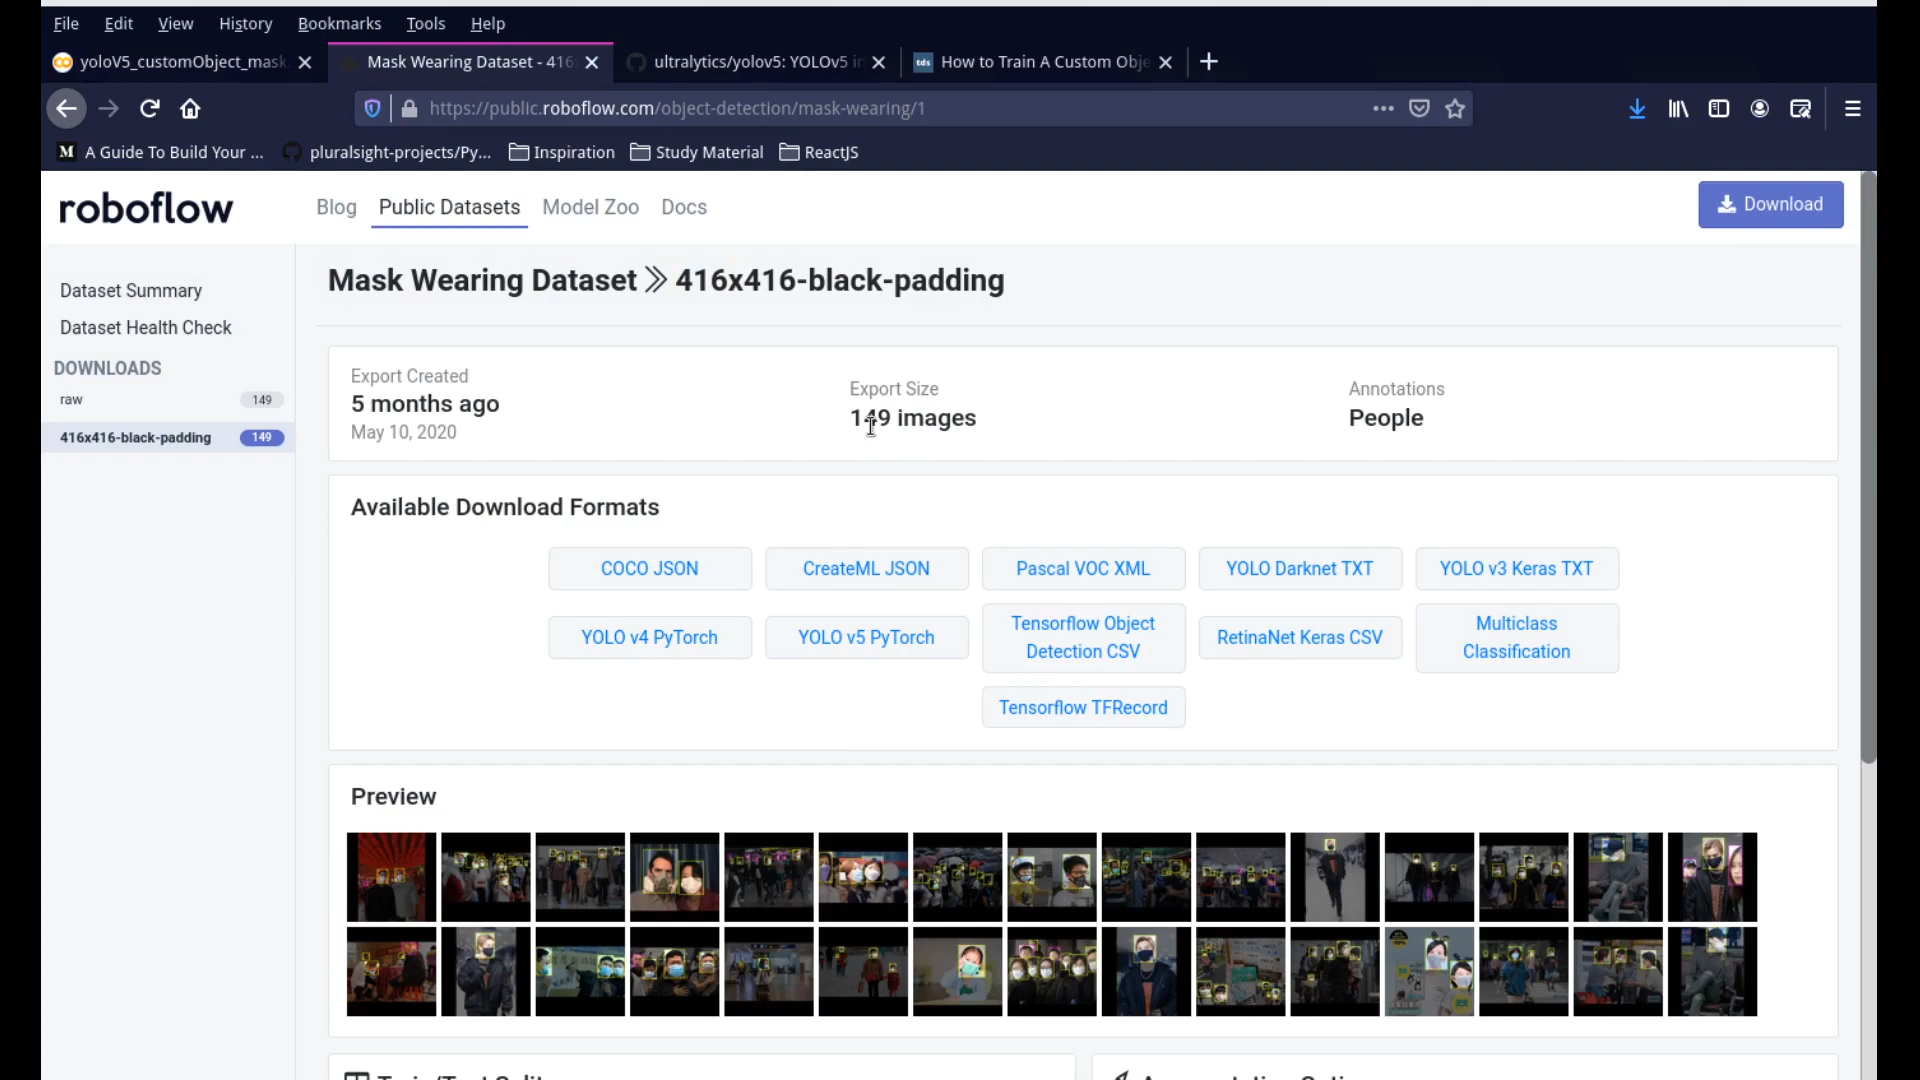 File Edit View History Bookmarks Tools Help
yoloV5_customObject_mask Mask Wearing Dataset - 416 ultralytics/yolov5: YOLOv5 in tds How to Train A Custom Obje
https://public.roboflow.com/object-detection/mask-wearing/1
M A Guide To Build Your ... pluralsight-projects/Py... Inspiration Study Material ReactJS
roboflow Blog Public Datasets Model Zoo Docs Download
Mask Wearing Dataset 416x416-black-padding
Dataset Summary
Dataset Health Check
DOWNLOADS
raw 149
416x416-black-padding 149
Export Created
5 months ago
May 10, 2020
Export Size
149 images
Annotations
People
Available Download Formats
COCO JSON CreateML JSON Pascal VOC XML YOLO Darknet TXT YOLO v3 Keras TXT
YOLO v4 PyTorch YOLO v5 PyTorch Tensorflow Object Detection CSV RetinaNet Keras CSV Multiclass Classification
Tensorflow TFRecord
Preview